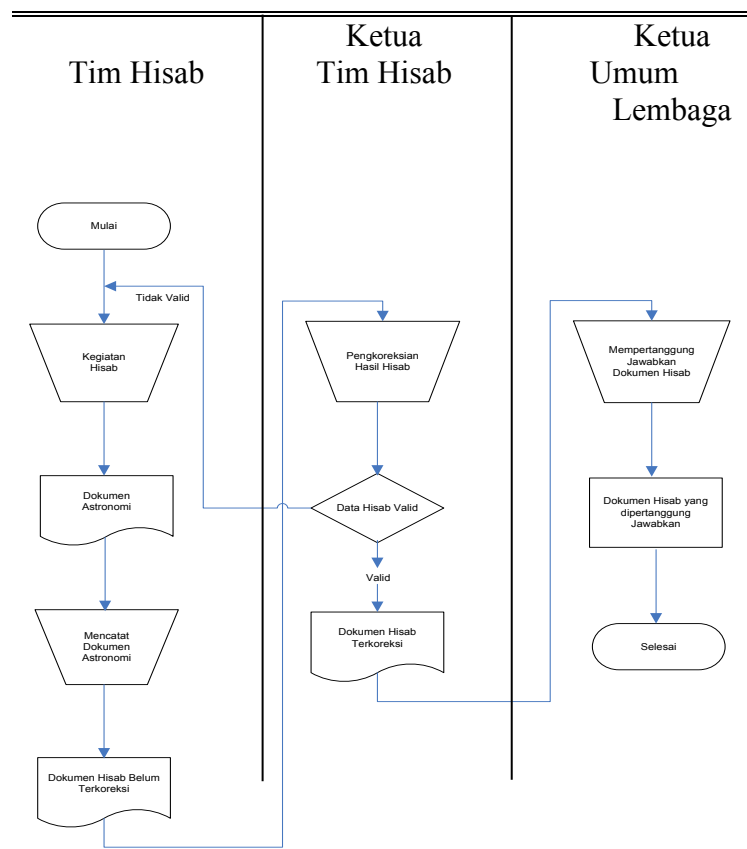 Tim Hisab
Ketua
Tim Hisab
Ketua
Umum
Lembaga
Mulai
Tidak Valid
Kegiatan
Hisab
Dokumen
Astronomi
Mencatat
Dokumen
Astronomi
Dokumen Hisab Belum
Terkoreksi
Pengkoreksian
Hasil Hisab
Data Hisab Valid
Valid
Dokumen Hisab
Terkoreksi
Mempertanggung
Jawabkan
Dokumen Hisab
Dokumen Hisab yang
dipertanggung
Jawabkan
Selesai